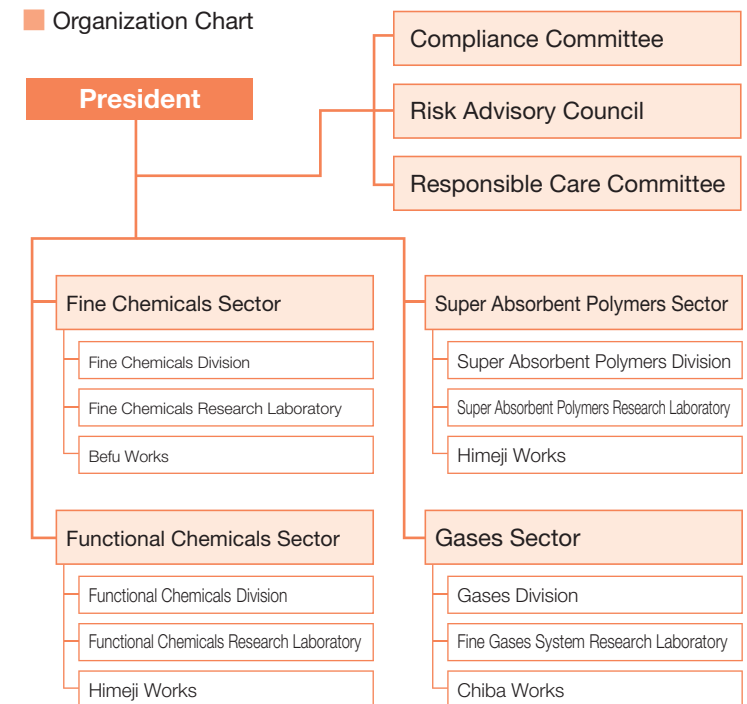 Organization Chart
President
Compliance Committee
Risk Advisory Council
Responsible Care Committee
Fine Chemicals Sector
Fine Chemicals Division
Fine Chemicals Research Laboratory
Befu Works
Super Absorbent Polymers Sector
Super Absorbent Polymers Division
Super Absorbent Polymers Research Laboratory
Himeji Works
Functional Chemicals Sector
Functional Chemicals Division
Functional Chemicals Research Laboratory
Himeji Works
Gases Sector
Gases Division
Fine Gases System Research Laboratory
Chiba Works